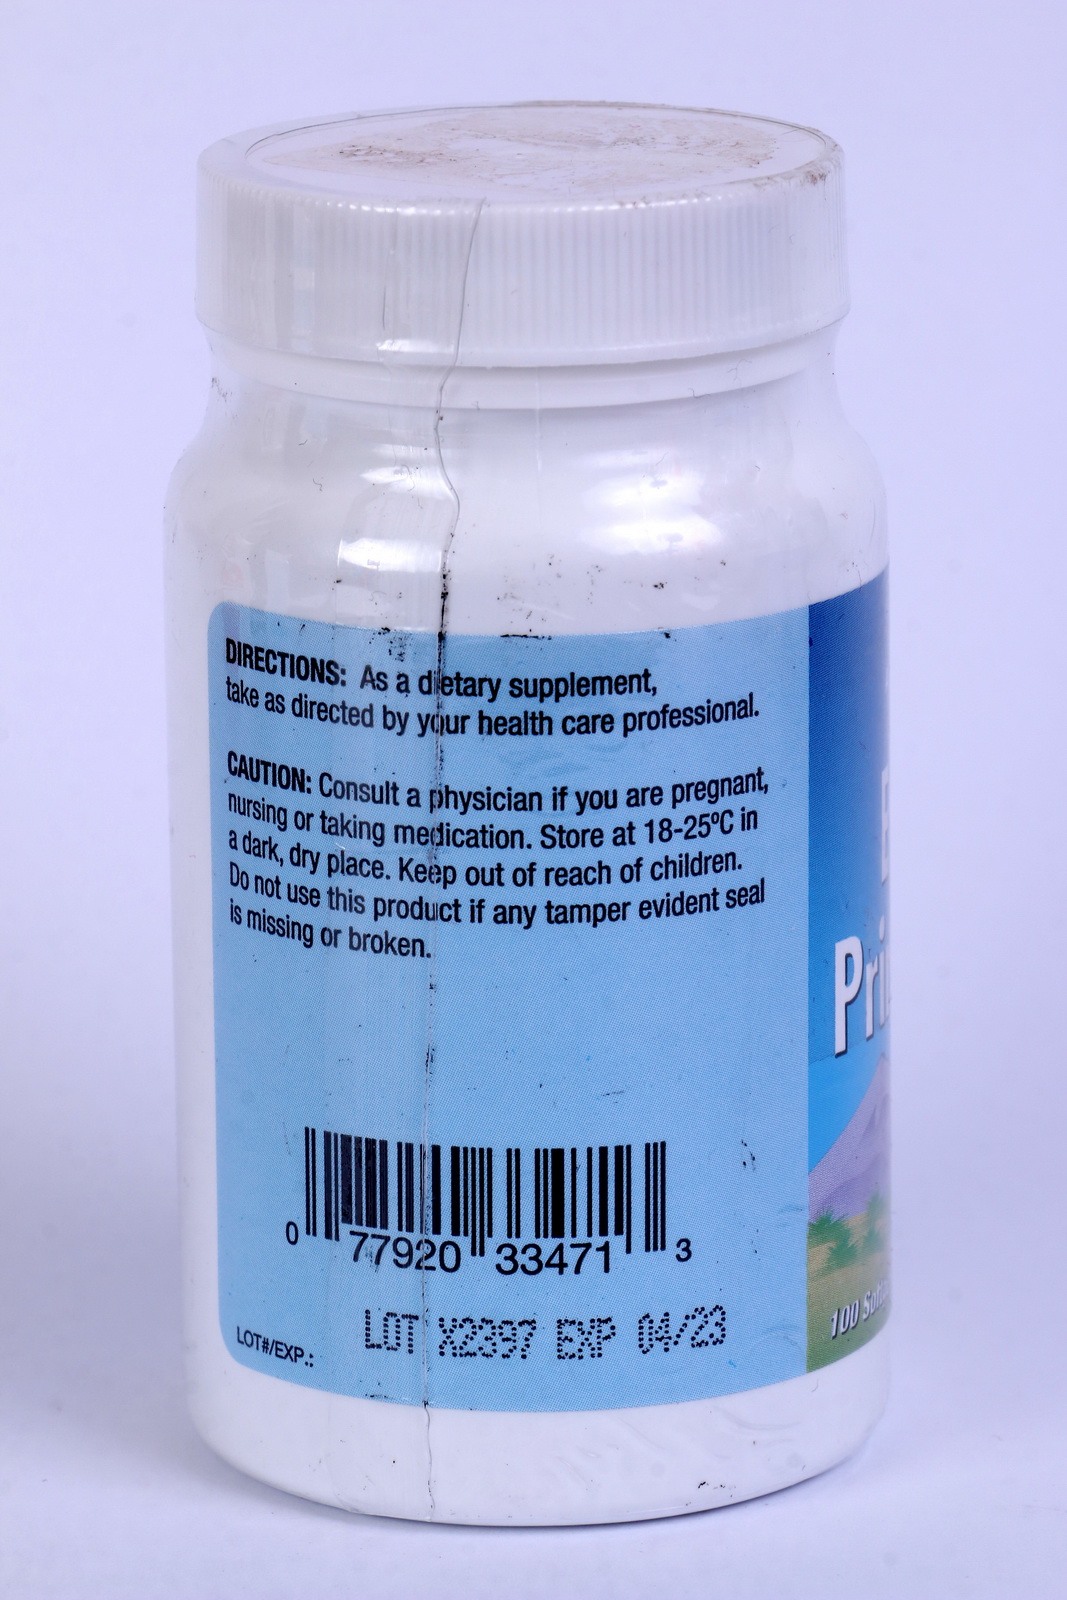 DIRECTIONS: As a dietary supplement,
take as directed by your health care professional.
CAUTION: Consult a physician if you are pregnant,
nursing or taking medication. Store at 18-25ºC in
a dark, dry place. Keep out of reach of children.
Do not use this product if any tamper evident seal
is missing or broken.
0 77920 33471 3
LOT X2397 EXP 04/23
LOT#/EXP.:
100